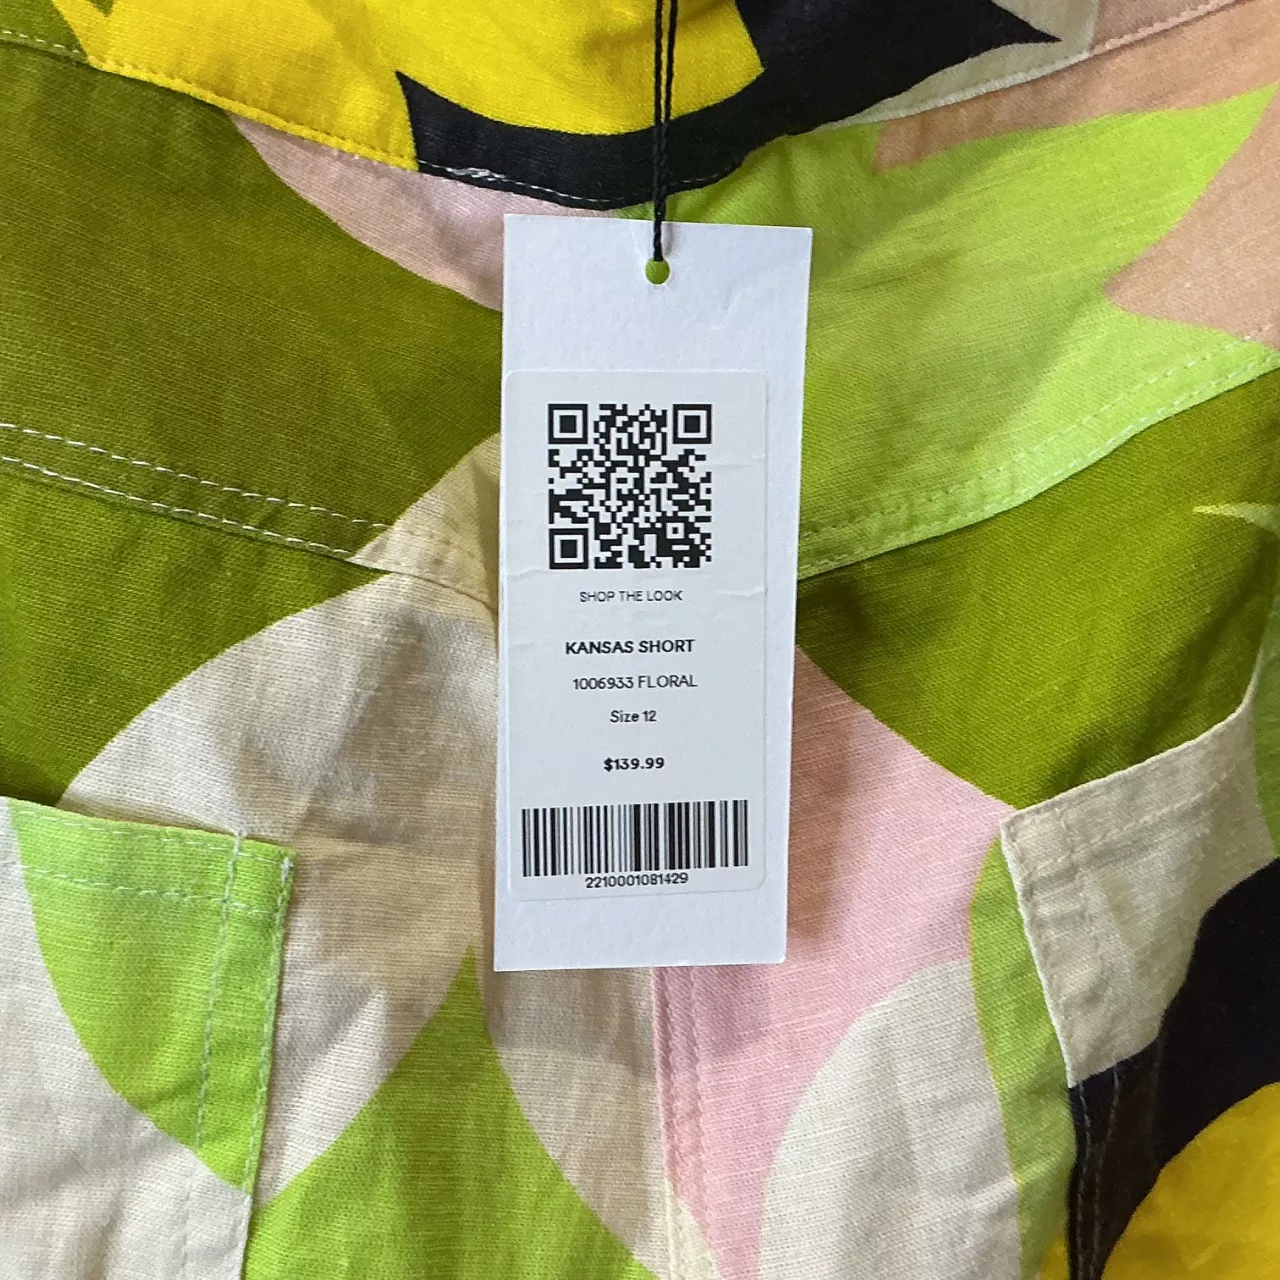 SHOP THE LOOK
KANSAS SHORT
1006933 FLORAL
Size 12
$139.99
2210001081429